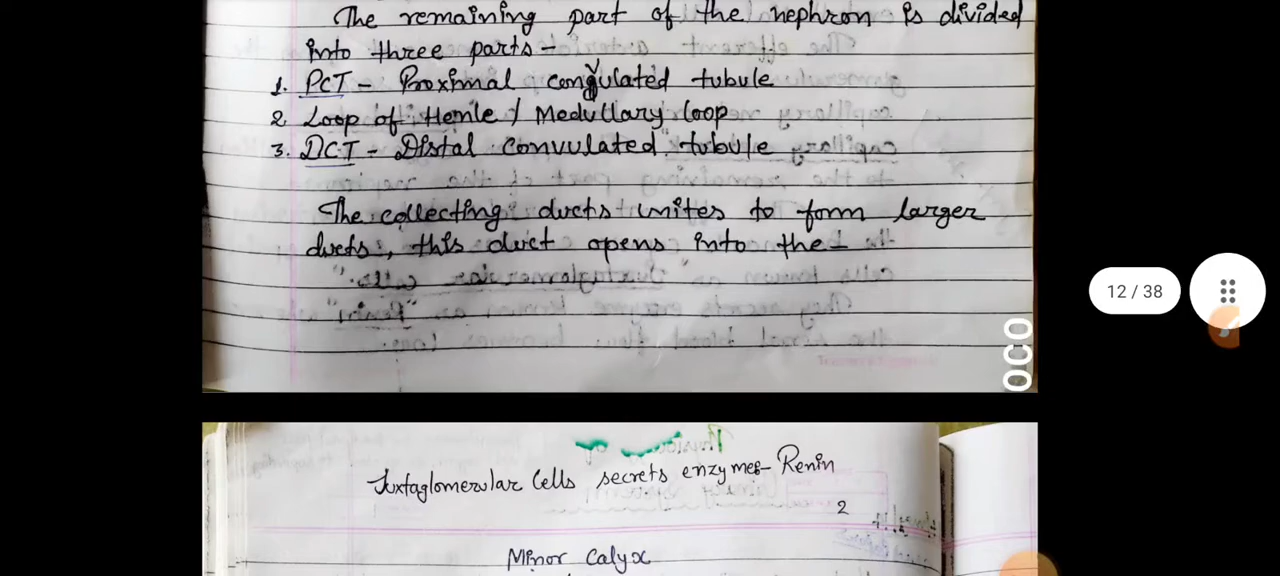 The remaining part of the nephron is divided
into three parts -
1. PCT - Proximal convulated tubule
2. Loop of Henle / Medullary loop
3. DCT - Distal convulated tubule
The collecting ducts unites to form larger
ducts, this duct opens into the -
12 / 38
OCO
Juxtaglomerular Cells secrets enzymes - Renin
2
Minor Calyx